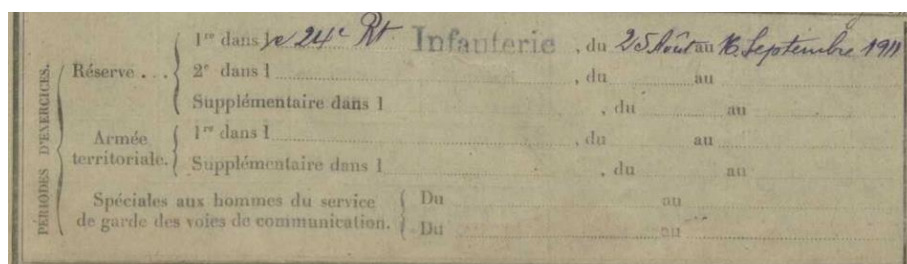 PÉRIODES D'EXERCICES.
Réserve . . . 1re dans le 24e Rt Infanterie, du 25 Août au 16 Septembre 1911
2e dans l , du au
Supplémentaire dans l , du au
Armée territoriale. 1re dans l , du au
Supplémentaire dans l , du au
Spéciales aux hommes du service Du au
de garde des voies de communication. Du au